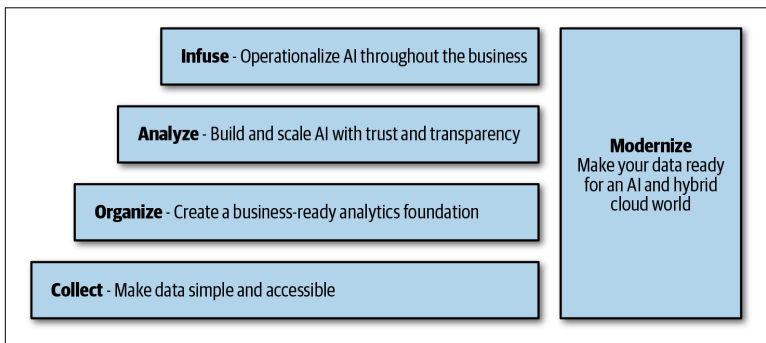 Infuse - Operationalize AI throughout the business
Analyze - Build and scale AI with trust and transparency
Organize - Create a business-ready analytics foundation
Collect - Make data simple and accessible
Modernize
Make your data ready
for an AI and hybrid
cloud world